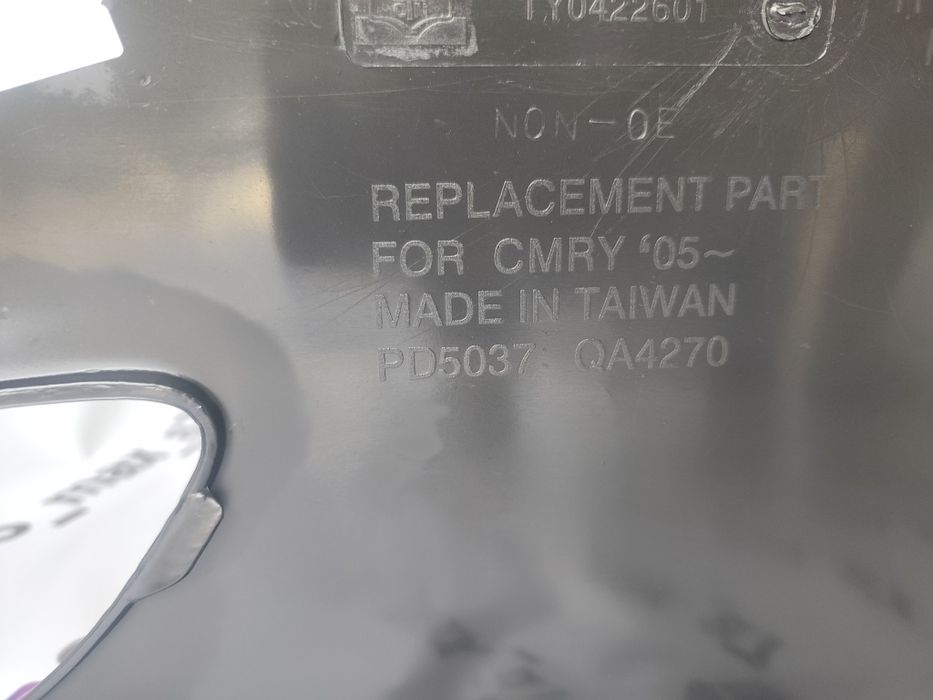 TY0422601
NON-OE
REPLACEMENT PART
FOR CMRY '05~
MADE IN TAIWAN
PD5037 QA4270